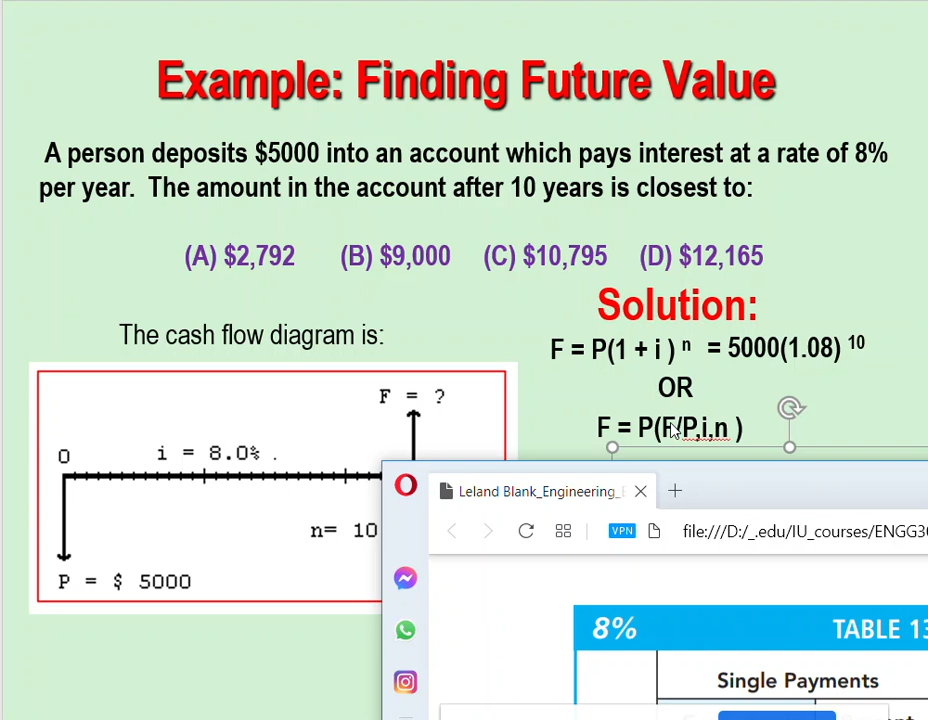 Example: Finding Future Value
A person deposits $5000 into an account which pays interest at a rate of 8%
per year. The amount in the account after 10 years is closest to:
(A) $2,792 (B) $9,000 (C) $10,795 (D) $12,165
Solution:
The cash flow diagram is:
F = P(1 + i ) n = 5000(1.08) 10
OR
F = P(F/P,i,n )
F = ?
0 i = 8.0% .
n= 10
P = $ 5000
Leland Blank_Engineering_
VPN file:///D:/_.edu/IU_courses/ENGG3
8% TABLE 13
Single Payments